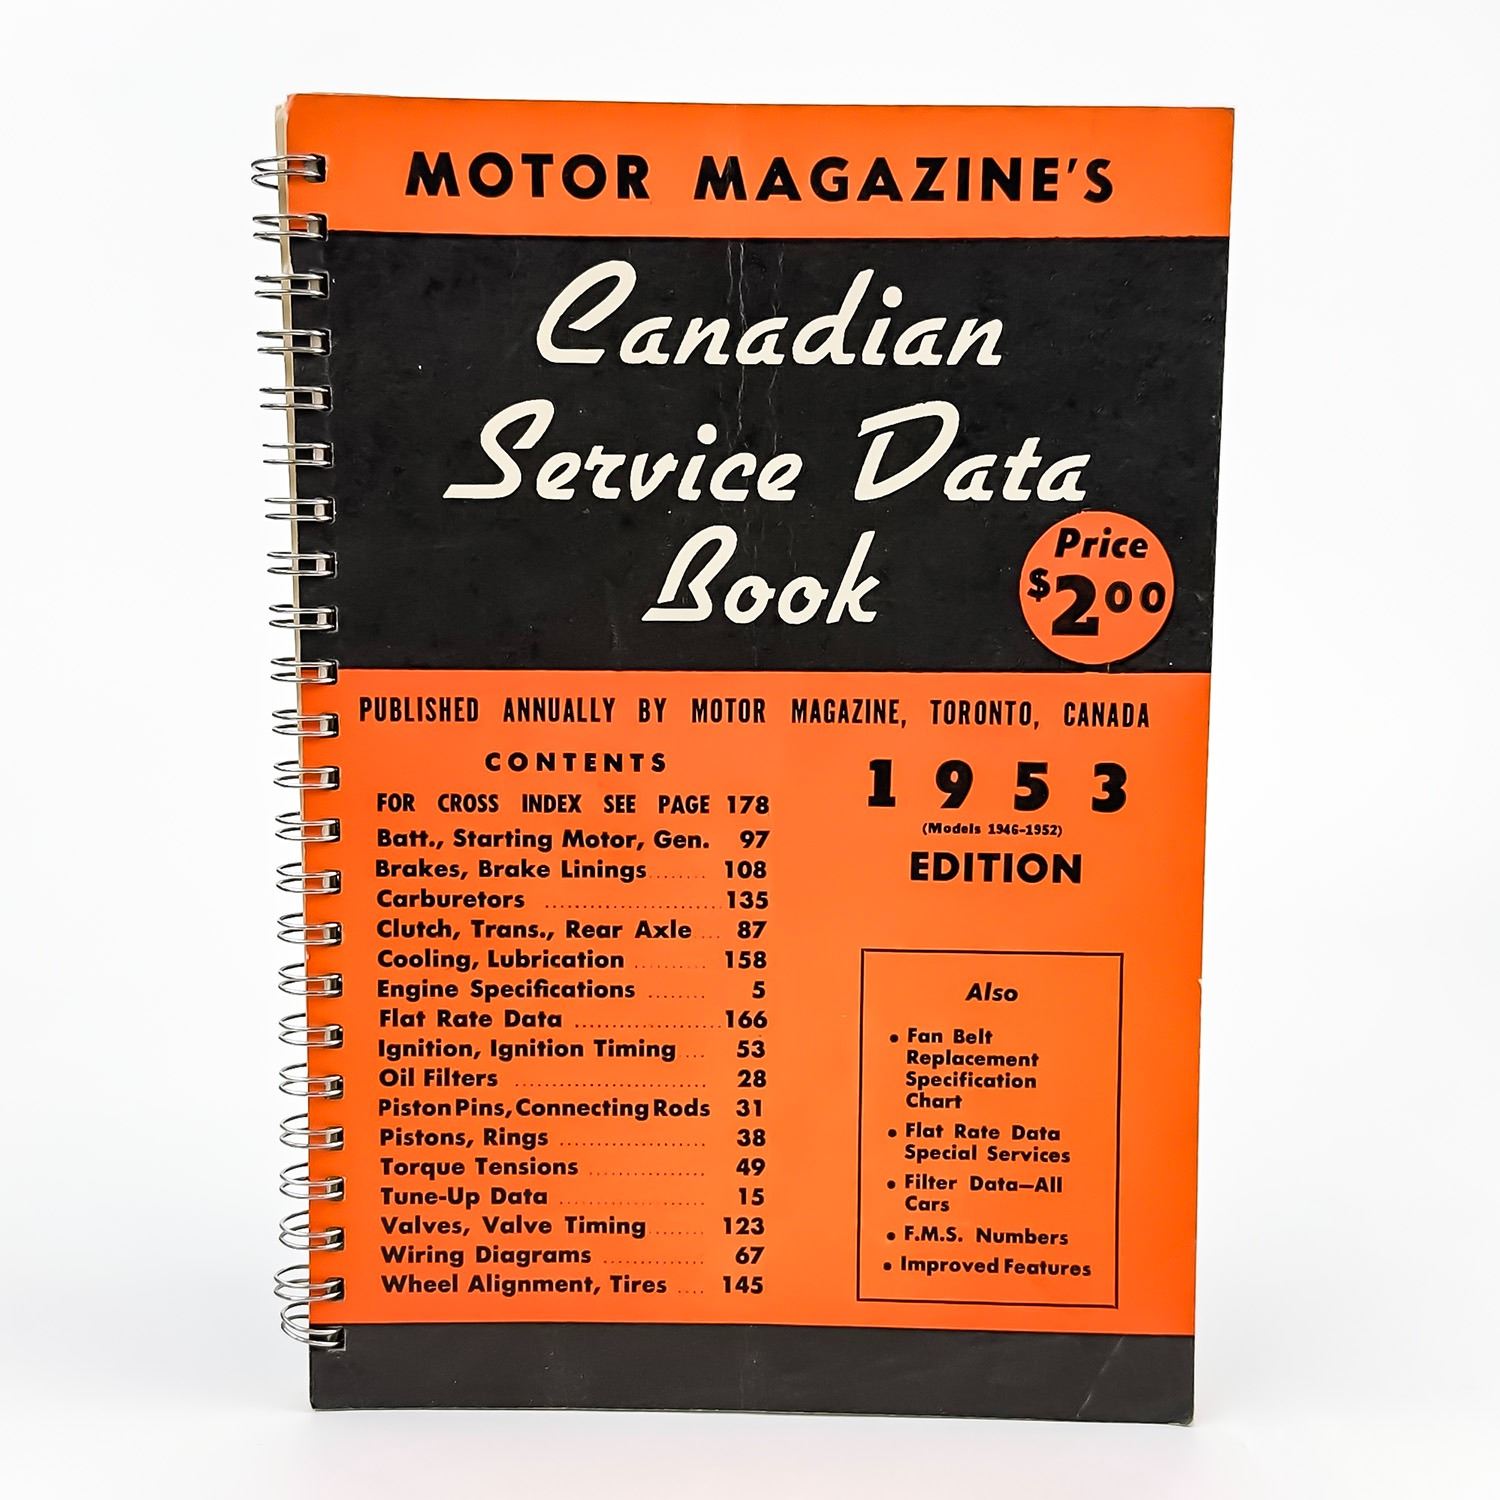 MOTOR MAGAZINE'S
Canadian
Service Data
Book
Price
$2.00
PUBLISHED ANNUALLY BY MOTOR MAGAZINE, TORONTO, CANADA
CONTENTS
FOR CROSS INDEX SEE PAGE 178
Batt., Starting Motor, Gen. 97
Brakes, Brake Linings........ 108
Carburetors ........................ 135
Clutch, Trans., Rear Axle ... 87
Cooling, Lubrication .......... 158
Engine Specifications ........ 5
Flat Rate Data .................... 166
Ignition, Ignition Timing .... 53
Oil Filters .......................... 28
Piston Pins, Connecting Rods 31
Pistons, Rings .................... 38
Torque Tensions ................ 49
Tune-Up Data .................... 15
Valves, Valve Timing ........ 123
Wiring Diagrams .............. 67
Wheel Alignment, Tires .... 145
1953
(Models 1946-1952)
EDITION
Also
• Fan Belt
Replacement
Specification
Chart
• Flat Rate Data
Special Services
• Filter Data—All
Cars
• F.M.S. Numbers
• Improved Features